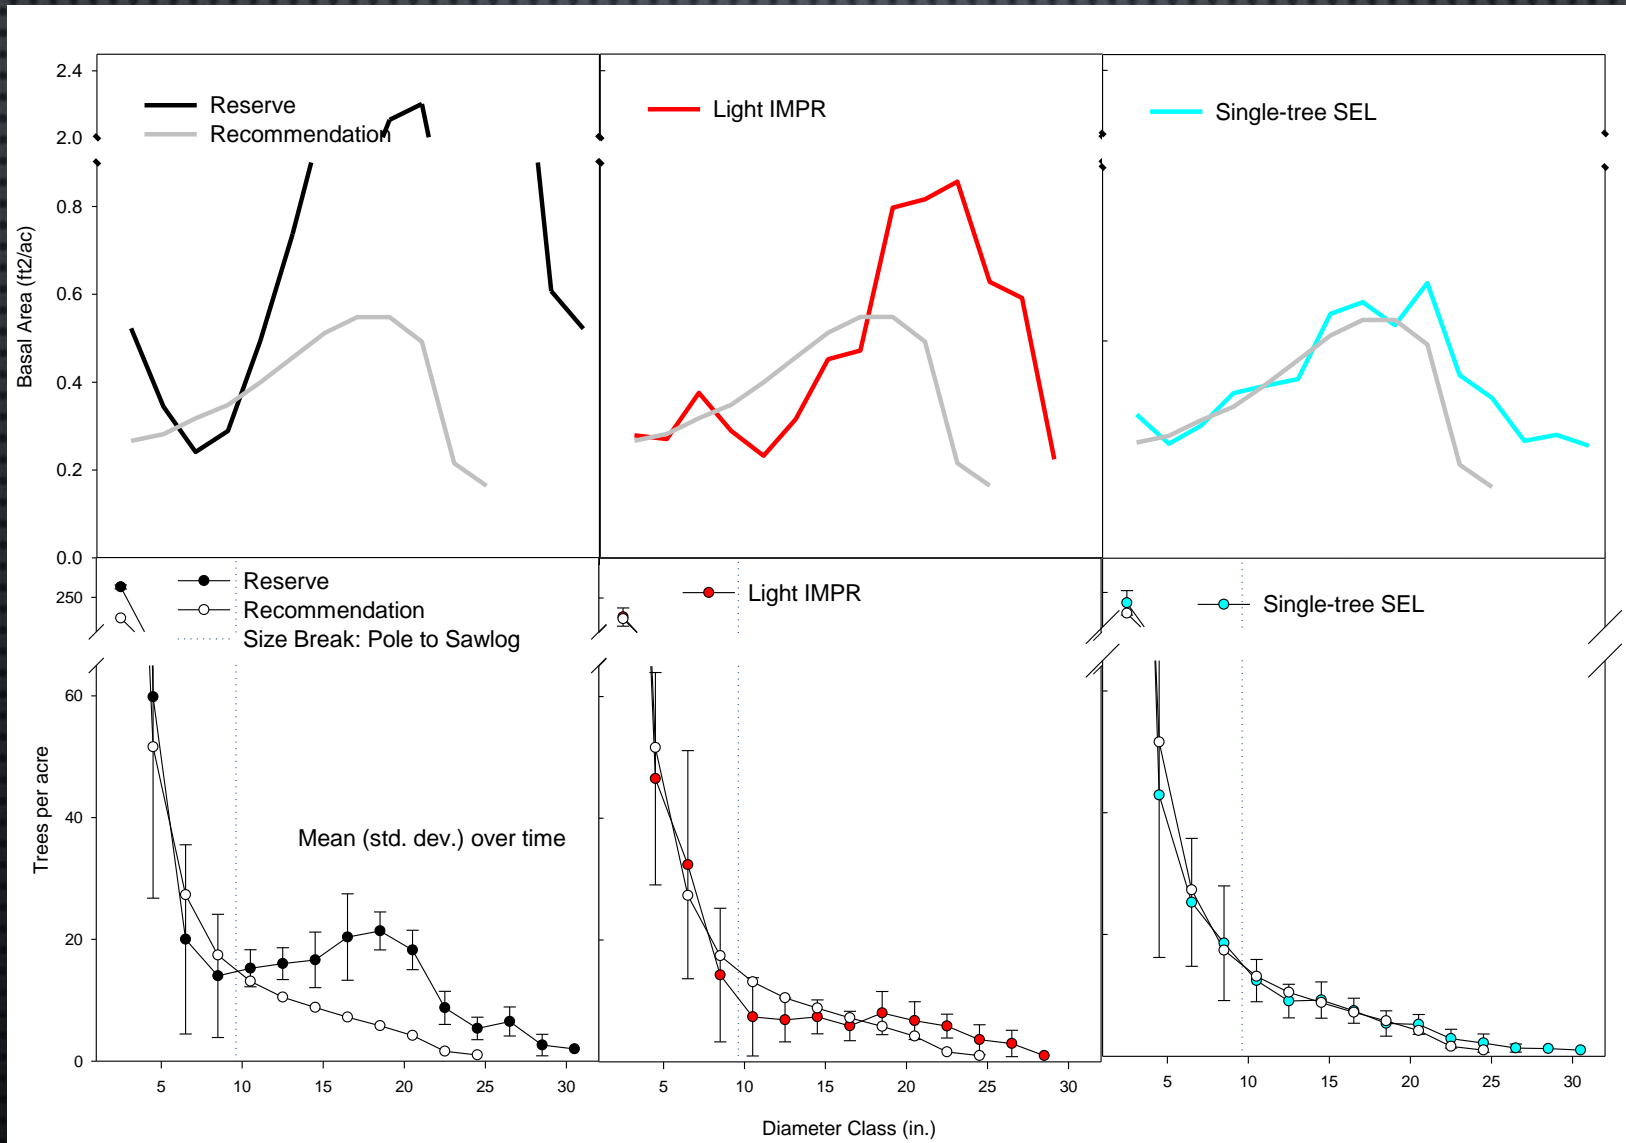 2.4
2.0
0.8
0.6
0.4
0.2
0.0
Basal Area (ft2/ac)
Reserve
Recommendation
Light IMPR
Single-tree SEL
250
60
40
20
0
Trees per acre
Reserve
Recommendation
Size Break: Pole to Sawlog
Mean (std. dev.) over time
Light IMPR
Single-tree SEL
5 10 15 20 25 30
5 10 15 20 25 30
5 10 15 20 25 30
Diameter Class (in.)